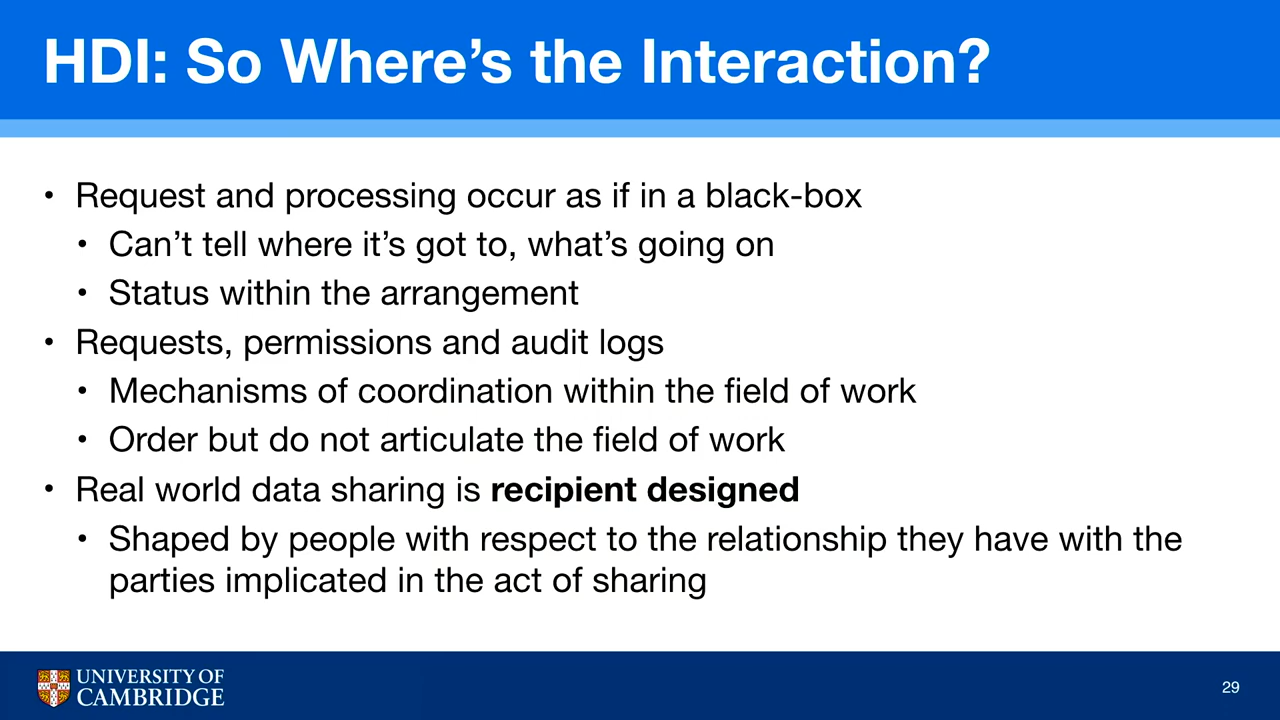 HDI: So Where’s the Interaction?
• Request and processing occur as if in a black-box
• Can’t tell where it’s got to, what’s going on
• Status within the arrangement
• Requests, permissions and audit logs
• Mechanisms of coordination within the field of work
• Order but do not articulate the field of work
• Real world data sharing is recipient designed
• Shaped by people with respect to the relationship they have with the
parties implicated in the act of sharing
UNIVERSITY OF
CAMBRIDGE
29